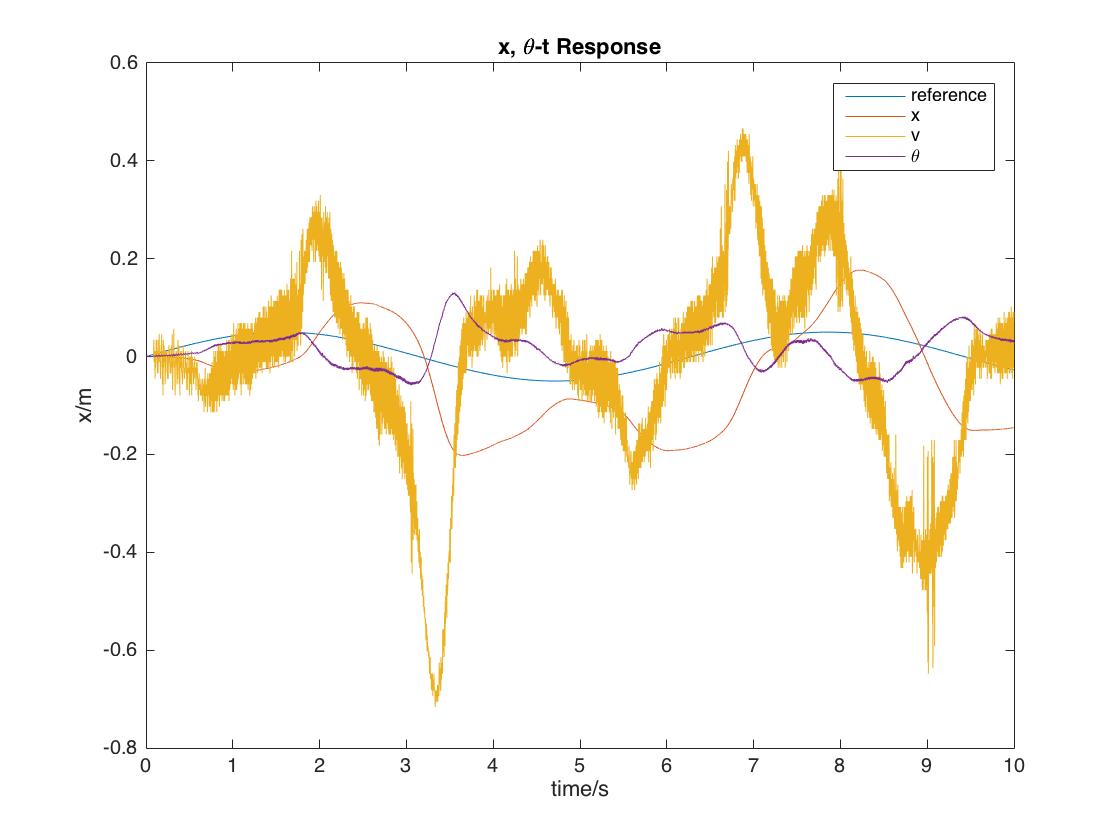 x, θ-t Response
0.6
0.4
0.2
0
-0.2
-0.4
-0.6
-0.8
x/m
reference
x
v
θ
0 1 2 3 4 5 6 7 8 9 10
time/s